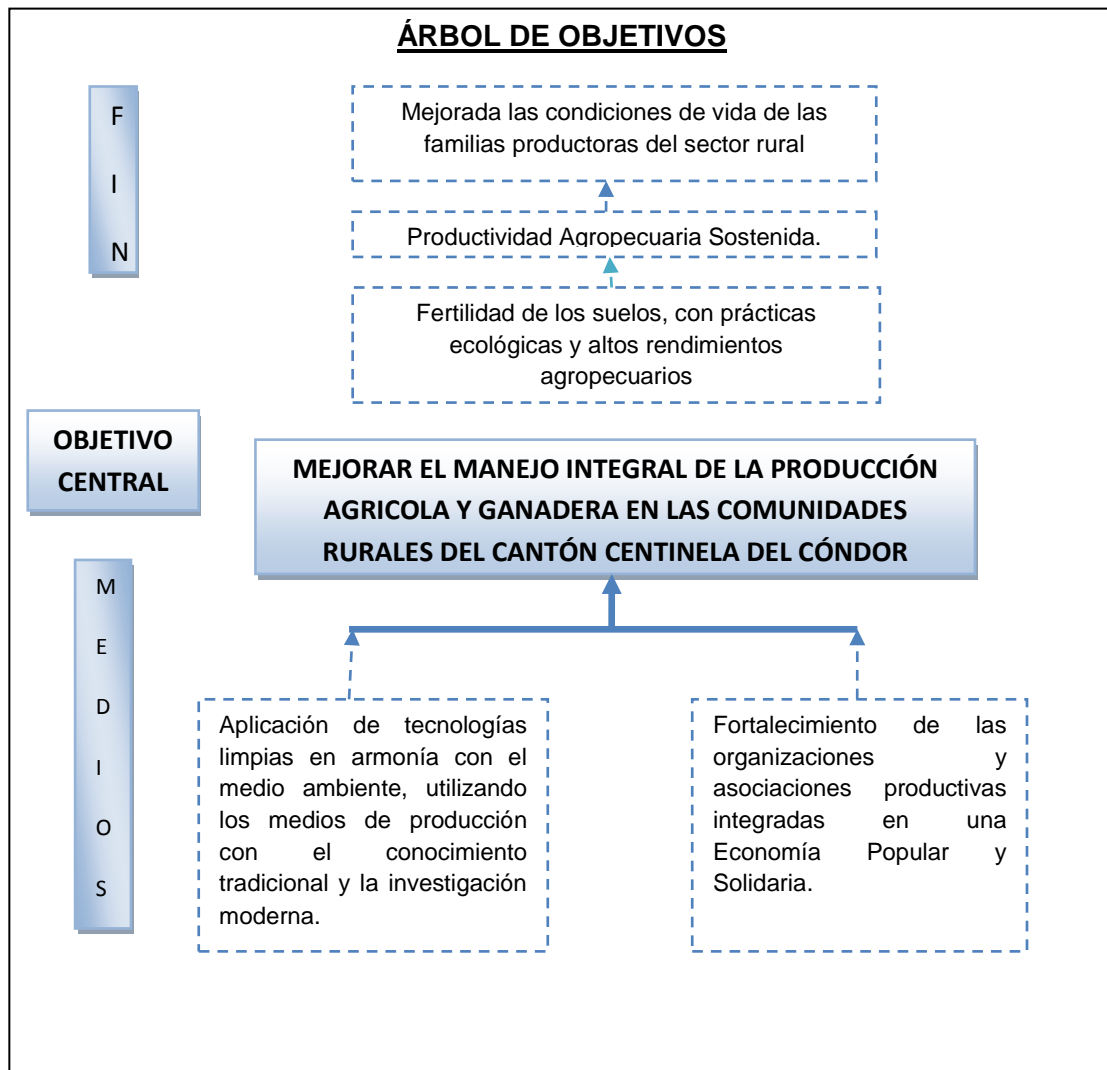 ÁRBOL DE OBJETIVOS
F
I
N
Mejorada las condiciones de vida de las
familias productoras del sector rural
Productividad Agropecuaria Sostenida.
Fertilidad de los suelos, con prácticas
ecológicas y altos rendimientos
agropecuarios
OBJETIVO
CENTRAL
MEJORAR EL MANEJO INTEGRAL DE LA PRODUCCIÓN
AGRICOLA Y GANADERA EN LAS COMUNIDADES
RURALES DEL CANTÓN CENTINELA DEL CÓNDOR
M
E
D
I
O
S
Aplicación de tecnologías
limpias en armonía con el
medio ambiente, utilizando
los medios de producción
con el conocimiento
tradicional y la investigación
moderna.
Fortalecimiento de las
organizaciones y
asociaciones productivas
integradas en una
Economía Popular y
Solidaria.